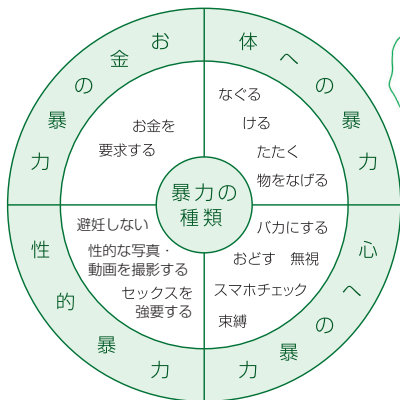 暴力の
種類
体への暴力
なぐる
ける
たたく
物をなげる
心への暴力
バカにする
おどす 無視
スマホチェック
束縛
性的暴力
避妊しない
性的な写真・
動画を撮影する
セックスを
強要する
お金の暴力
お金を
要求する